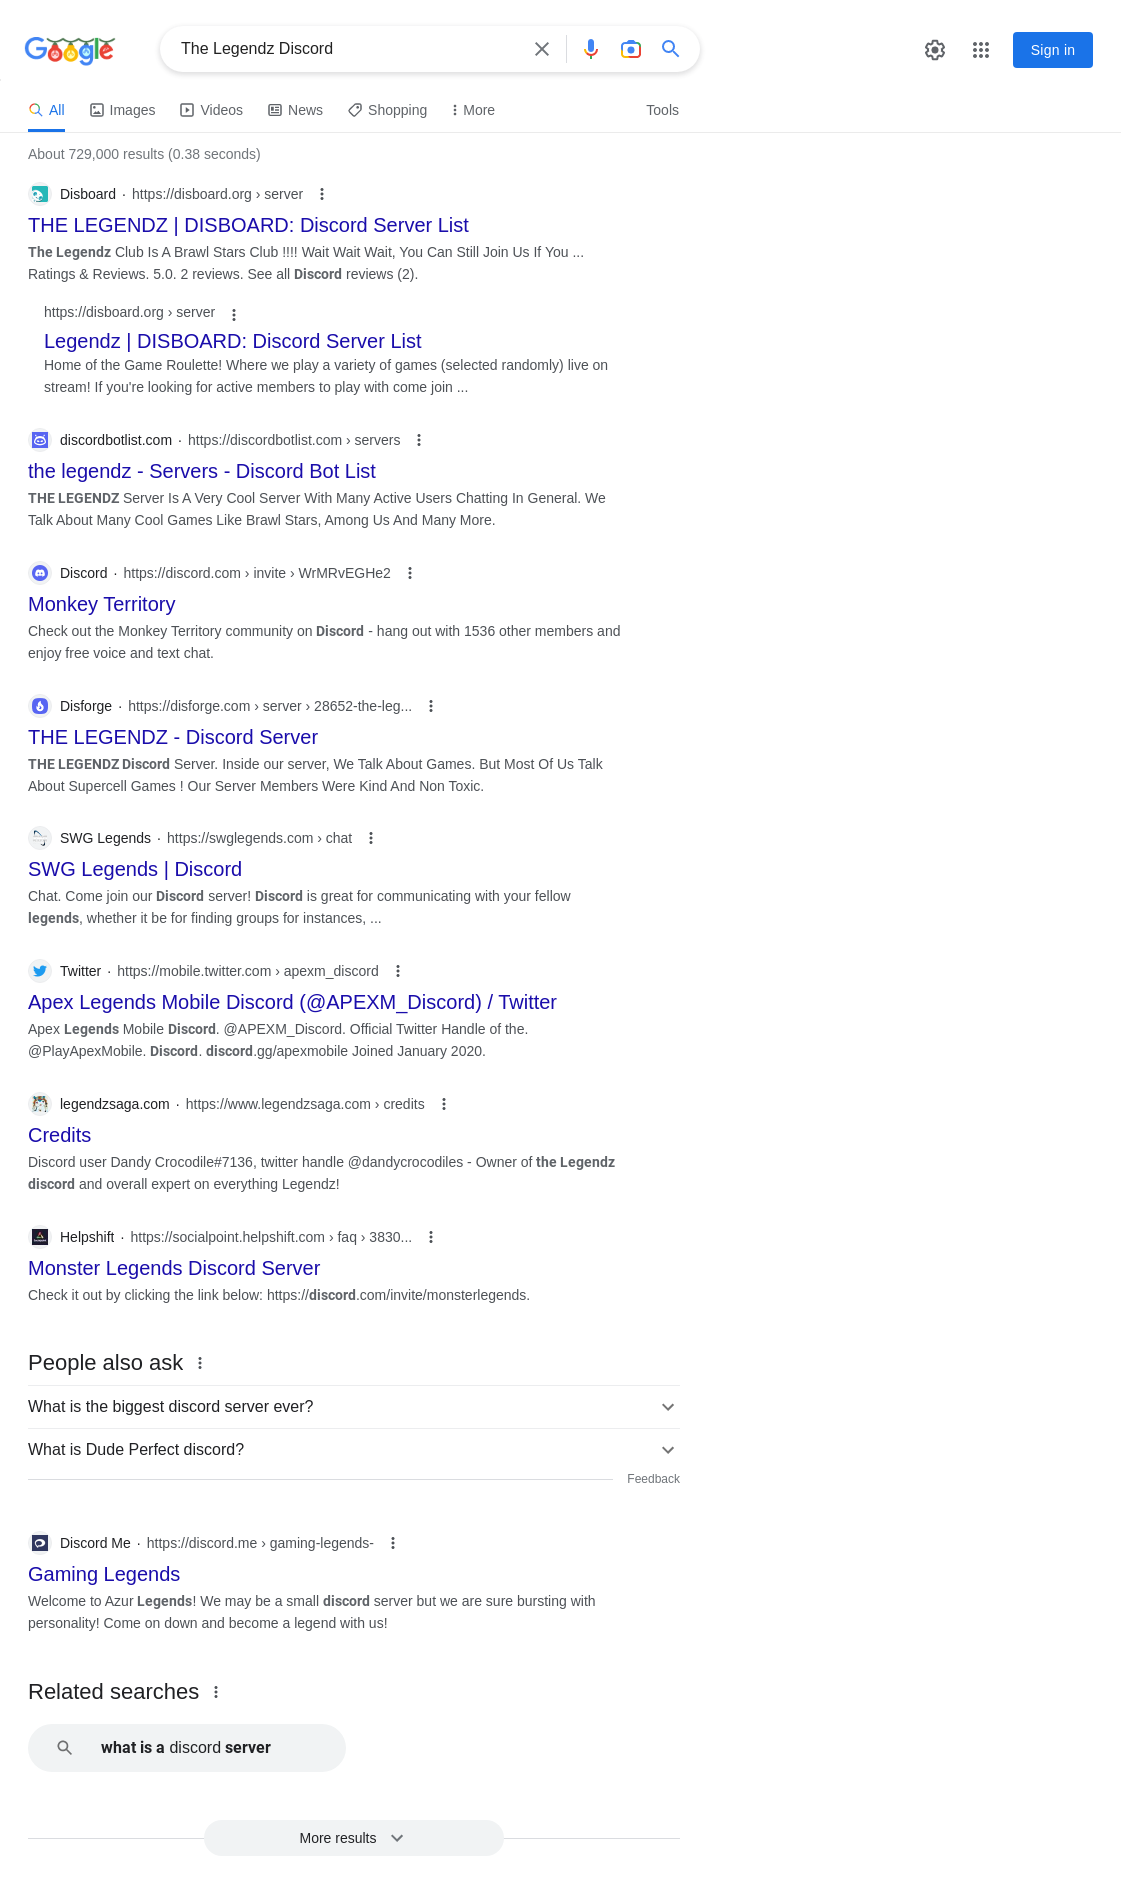 Google
The Legendz Discord
Sign in
All Images Videos News Shopping More Tools
About 729,000 results (0.38 seconds)
Disboard · https://disboard.org › server
THE LEGENDZ | DISBOARD: Discord Server List
The Legendz Club Is A Brawl Stars Club !!!! Wait Wait Wait, You Can Still Join Us If You ...
Ratings & Reviews. 5.0. 2 reviews. See all Discord reviews (2).
https://disboard.org › server
Legendz | DISBOARD: Discord Server List
Home of the Game Roulette! Where we play a variety of games (selected randomly) live on
stream! If you're looking for active members to play with come join ...
discordbotlist.com · https://discordbotlist.com › servers
the legendz - Servers - Discord Bot List
THE LEGENDZ Server Is A Very Cool Server With Many Active Users Chatting In General. We
Talk About Many Cool Games Like Brawl Stars, Among Us And Many More.
Discord · https://discord.com › invite › WrMRvEGHe2
Monkey Territory
Check out the Monkey Territory community on Discord - hang out with 1536 other members and
enjoy free voice and text chat.
Disforge · https://disforge.com › server › 28652-the-leg...
THE LEGENDZ - Discord Server
THE LEGENDZ Discord Server. Inside our server, We Talk About Games. But Most Of Us Talk
About Supercell Games ! Our Server Members Were Kind And Non Toxic.
SWG Legends · https://swglegends.com › chat
SWG Legends | Discord
Chat. Come join our Discord server! Discord is great for communicating with your fellow
legends, whether it be for finding groups for instances, ...
Twitter · https://mobile.twitter.com › apexm_discord
Apex Legends Mobile Discord (@APEXM_Discord) / Twitter
Apex Legends Mobile Discord. @APEXM_Discord. Official Twitter Handle of the.
@PlayApexMobile. Discord. discord.gg/apexmobile Joined January 2020.
legendzsaga.com · https://www.legendzsaga.com › credits
Credits
Discord user Dandy Crocodile#7136, twitter handle @dandycrocodiles - Owner of the Legendz
discord and overall expert on everything Legendz!
Helpshift · https://socialpoint.helpshift.com › faq › 3830...
Monster Legends Discord Server
Check it out by clicking the link below: https://discord.com/invite/monsterlegends.
People also ask
What is the biggest discord server ever?
What is Dude Perfect discord?
Feedback
Discord Me · https://discord.me › gaming-legends-
Gaming Legends
Welcome to Azur Legends! We may be a small discord server but we are sure bursting with
personality! Come on down and become a legend with us!
Related searches
what is a discord server
More results